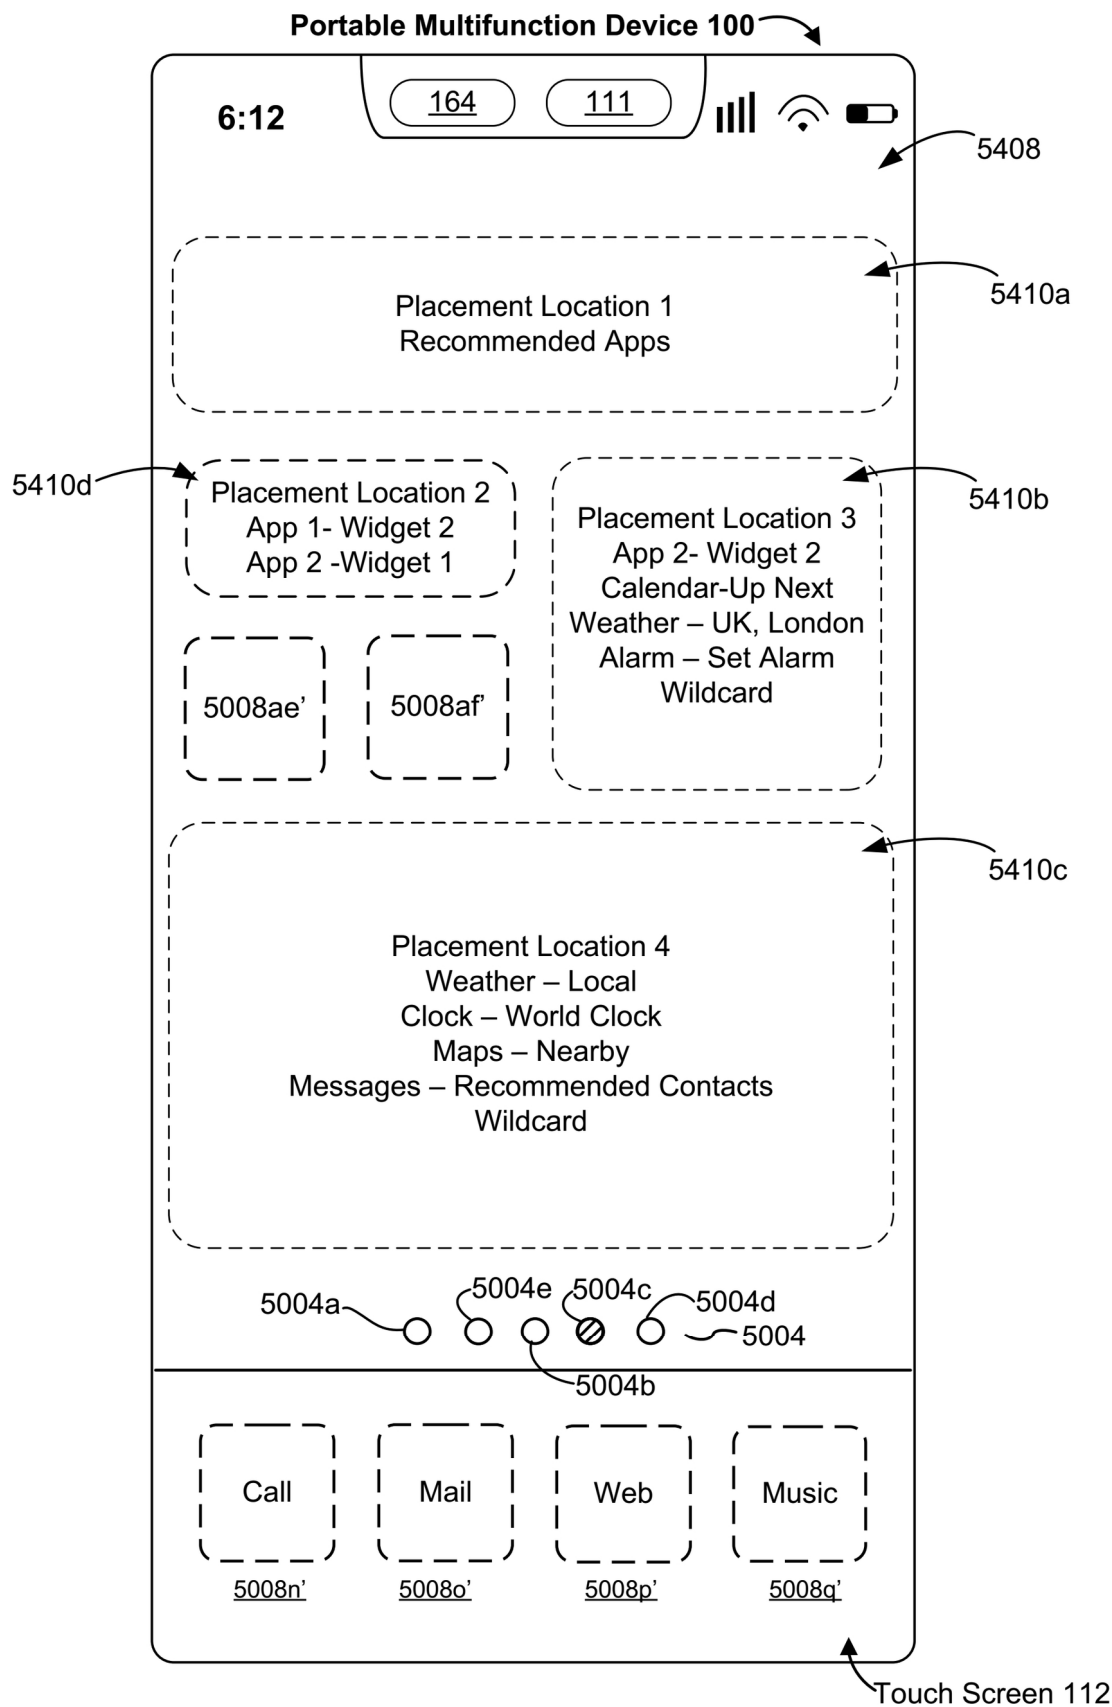 Portable Multifunction Device 100
6:12
164
111
5408
5410a
Placement Location 1
Recommended Apps
5410d
Placement Location 2
App 1- Widget 2
App 2 -Widget 1
5410b
Placement Location 3
App 2- Widget 2
Calendar-Up Next
Weather – UK, London
Alarm – Set Alarm
Wildcard
5008ae’
5008af’
5410c
Placement Location 4
Weather – Local
Clock – World Clock
Maps – Nearby
Messages – Recommended Contacts
Wildcard
5004a
5004e
5004c
5004d
5004
5004b
Call
Mail
Web
Music
5008n’
5008o’
5008p’
5008q’
Touch Screen 112